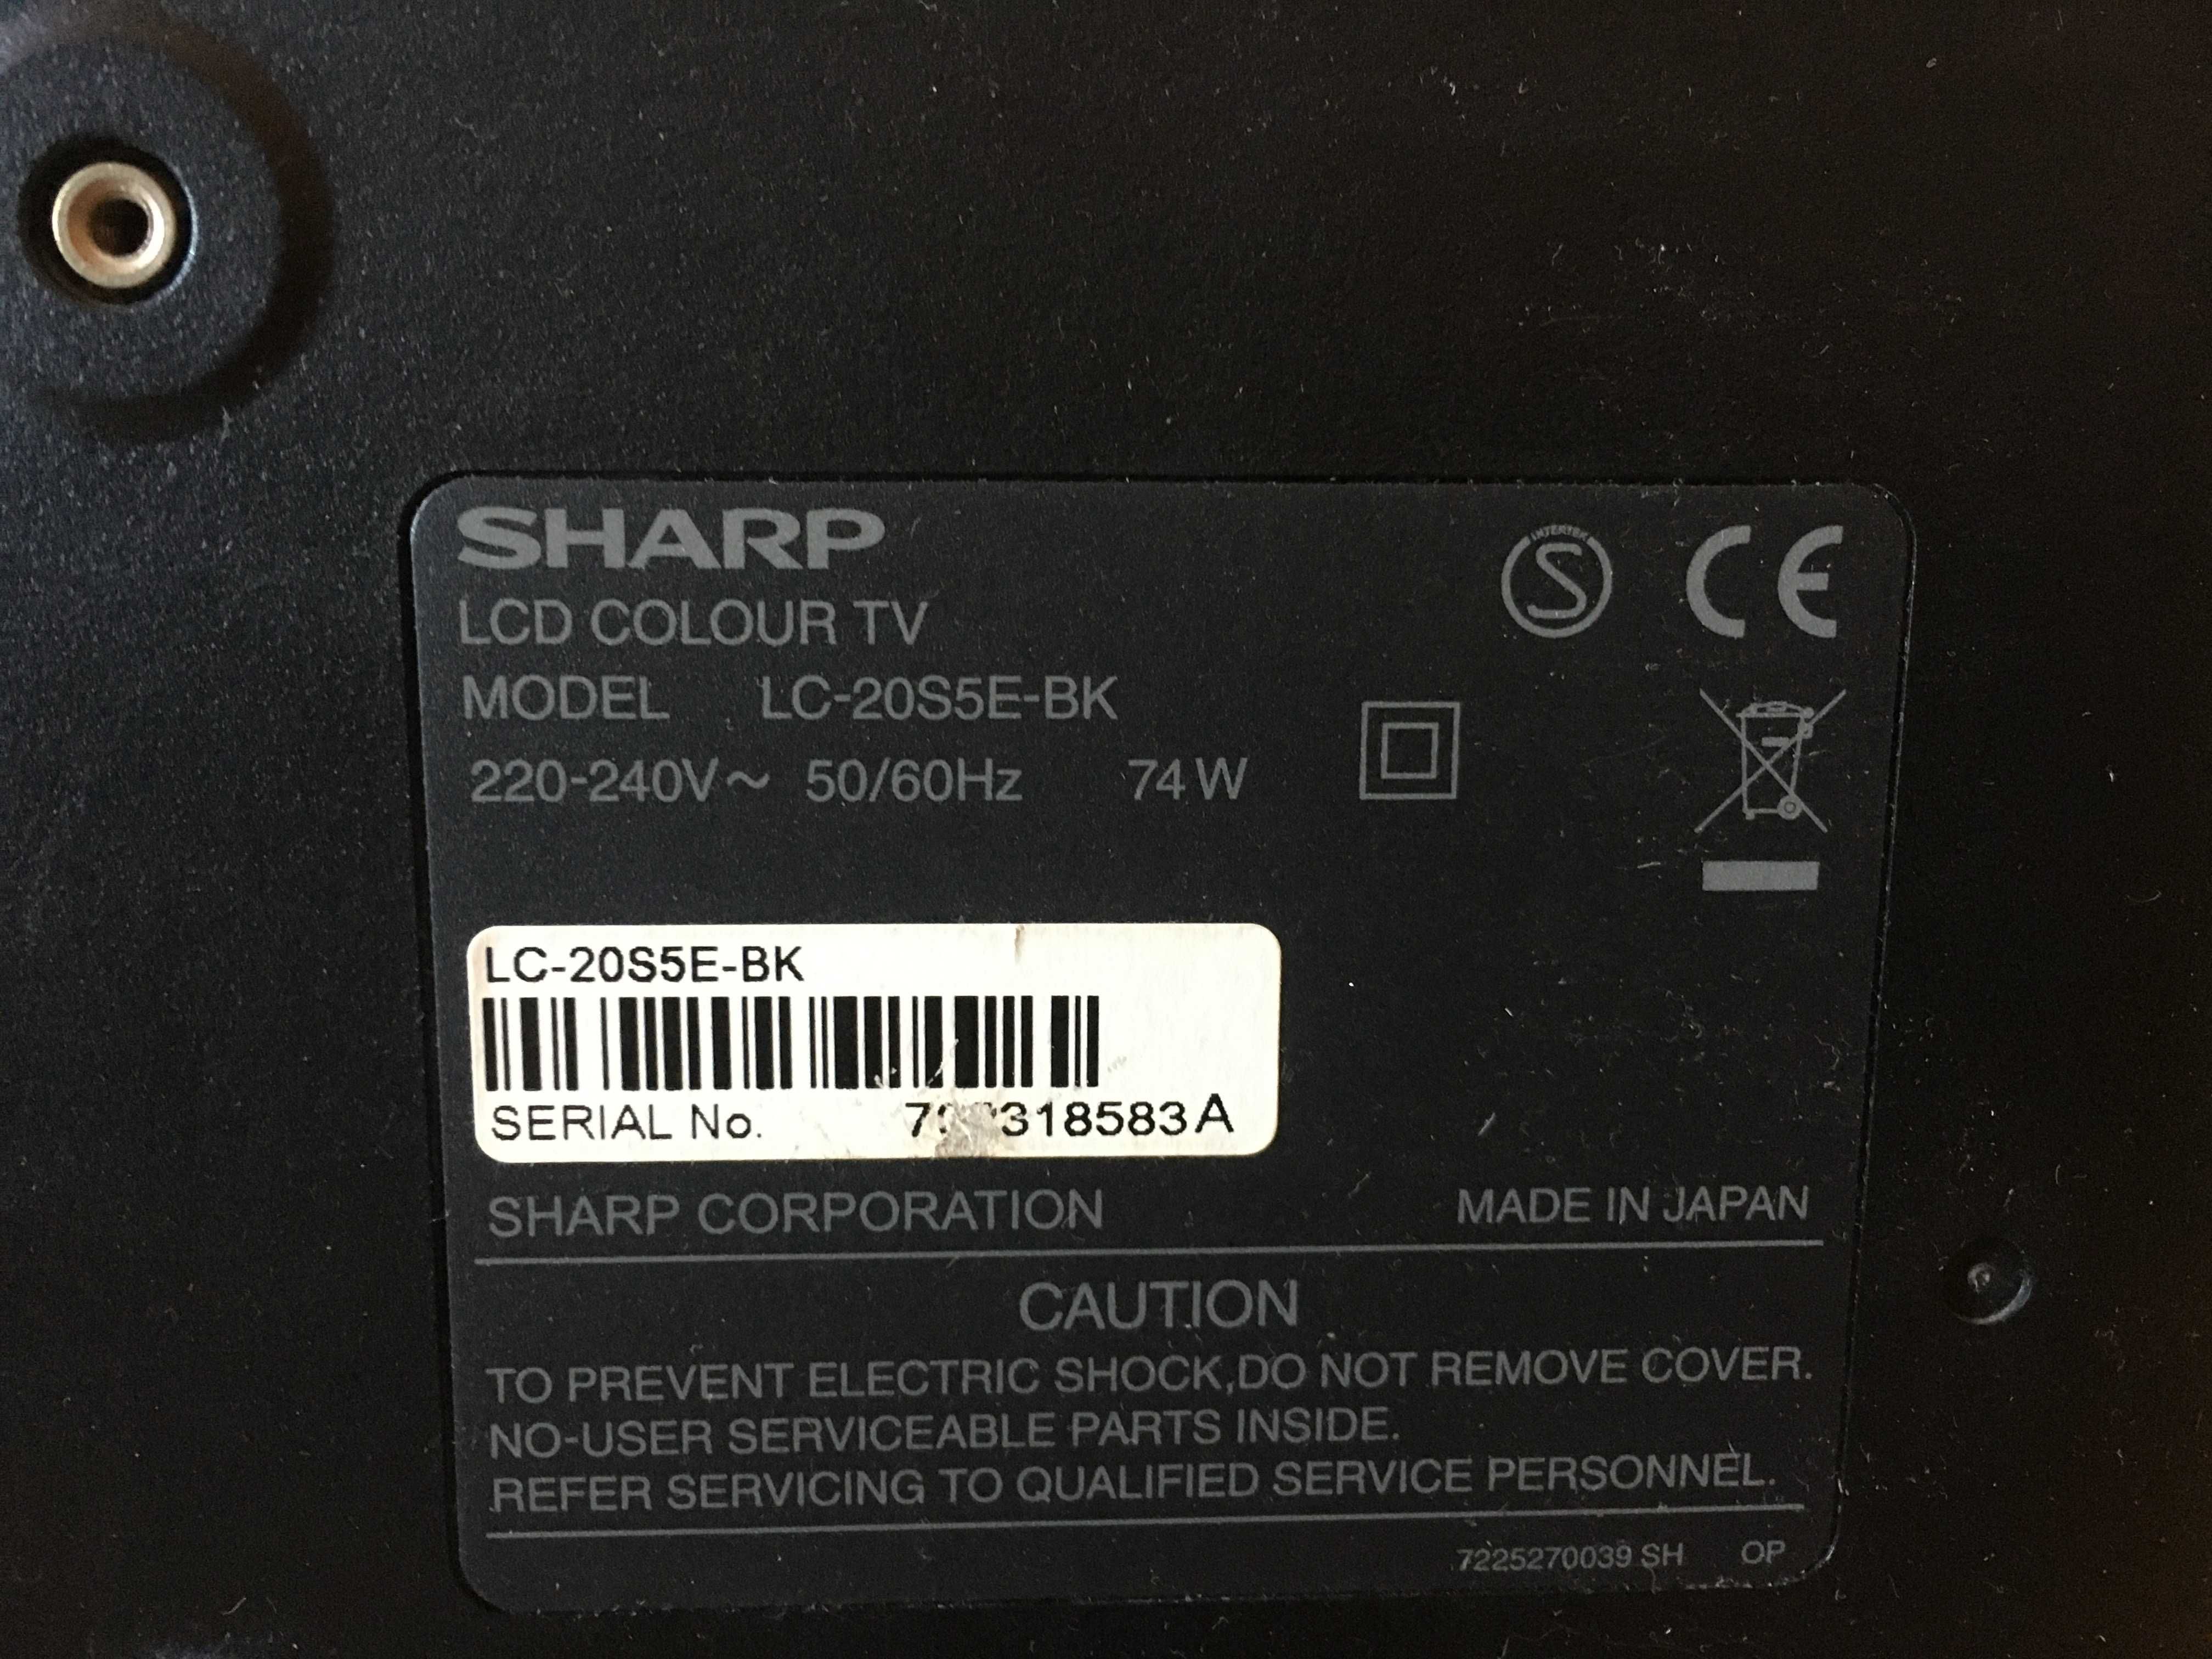 SHARP
INTERTEK
S
CE
LCD COLOUR TV
MODEL LC-20S5E-BK
220-240V~ 50/60Hz 74W
LC-20S5E-BK
SERIAL No.
SHARP CORPORATION MADE IN JAPAN
CAUTION
TO PREVENT ELECTRIC SHOCK,DO NOT REMOVE COVER.
NO-USER SERVICEABLE PARTS INSIDE.
REFER SERVICING TO QUALIFIED SERVICE PERSONNEL.
7225270039 SH OP